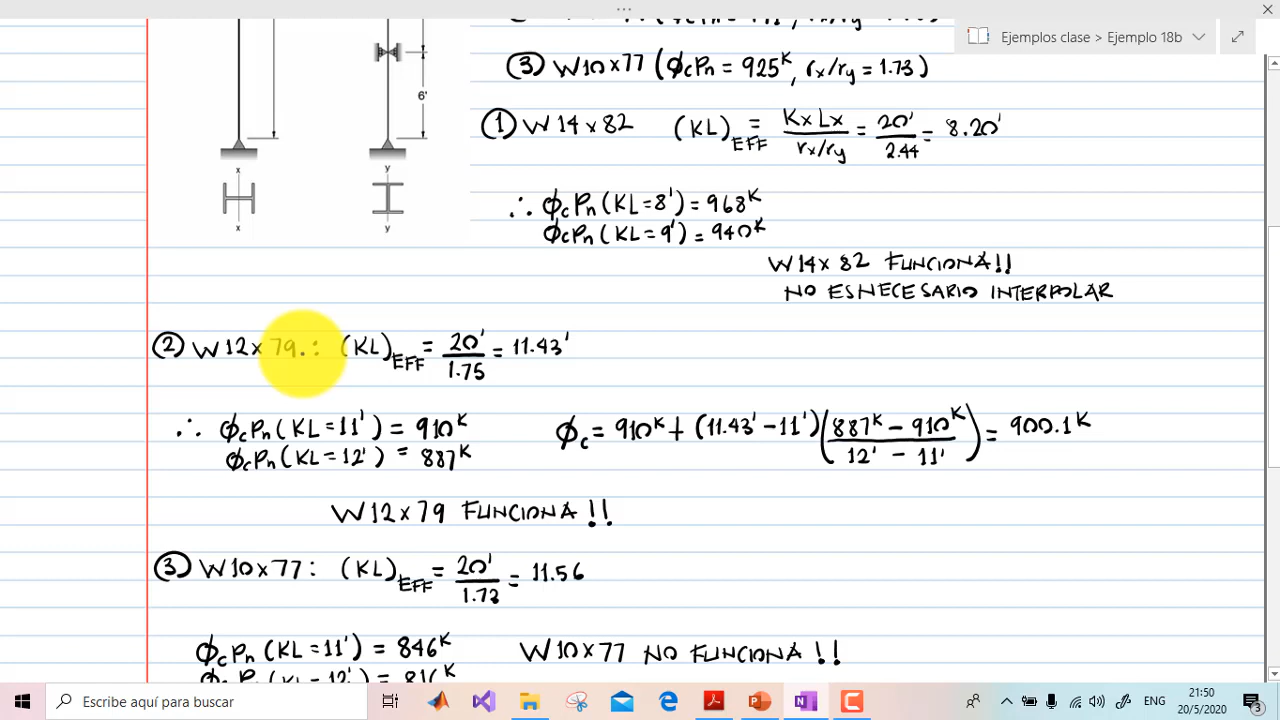 Ejemplos clase > Ejemplo 18b
③ W10x77 (ϕcPn = 925ᴷ, rx/ry = 1.73)
6'
① W14x82 (KL)EFF = KxLx / rx/ry = 20' / 2.44 = 8.20'
x y
x y
∴ ϕcPn (KL=8') = 968ᴷ
ϕcPn (KL=9') = 940ᴷ
W14x82 FUNCIONA!!
NO ES NECESARIO INTERPOLAR
② W12x79.: (KL)EFF = 20' / 1.75 = 11.43'
∴ ϕcPn (KL=11') = 910ᴷ ϕc = 910ᴷ + (11.43' - 11') (887ᴷ - 910ᴷ / 12' - 11') = 900.1ᴷ
ϕcPn (KL=12') = 887ᴷ
W12x79 FUNCIONA!!
③ W10x77: (KL)EFF = 20' / 1.73 = 11.56
ϕcPn (KL=11') = 846ᴷ W10x77 NO FUNCIONA!!
ϕcPn (KL=12') = 816ᴷ
Escribe aquí para buscar
ENG
21:50
20/5/2020
3